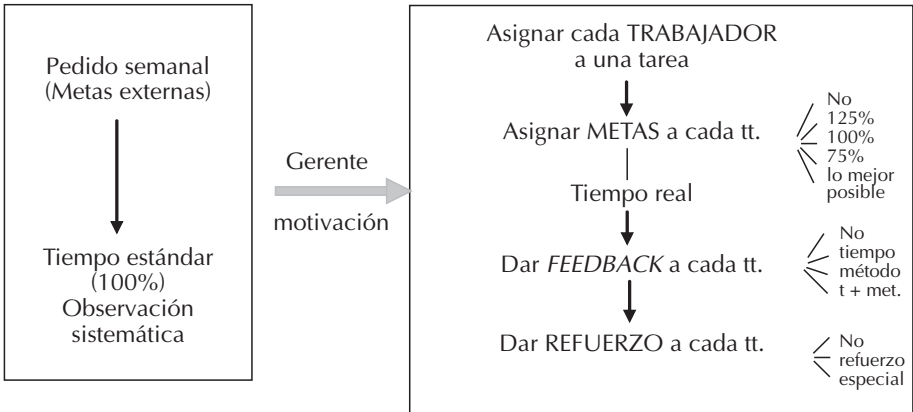 Pedido semanal
(Metas externas)
Tiempo estándar
(100%)
Observación
sistemática
Gerente
motivación
Asignar cada TRABAJADOR
a una tarea
Asignar METAS a cada tt.
No
125%
100%
75%
lo mejor
posible
Tiempo real
Dar FEEDBACK a cada tt.
No
tiempo
método
t + met.
Dar REFUERZO a cada tt.
No
refuerzo
especial